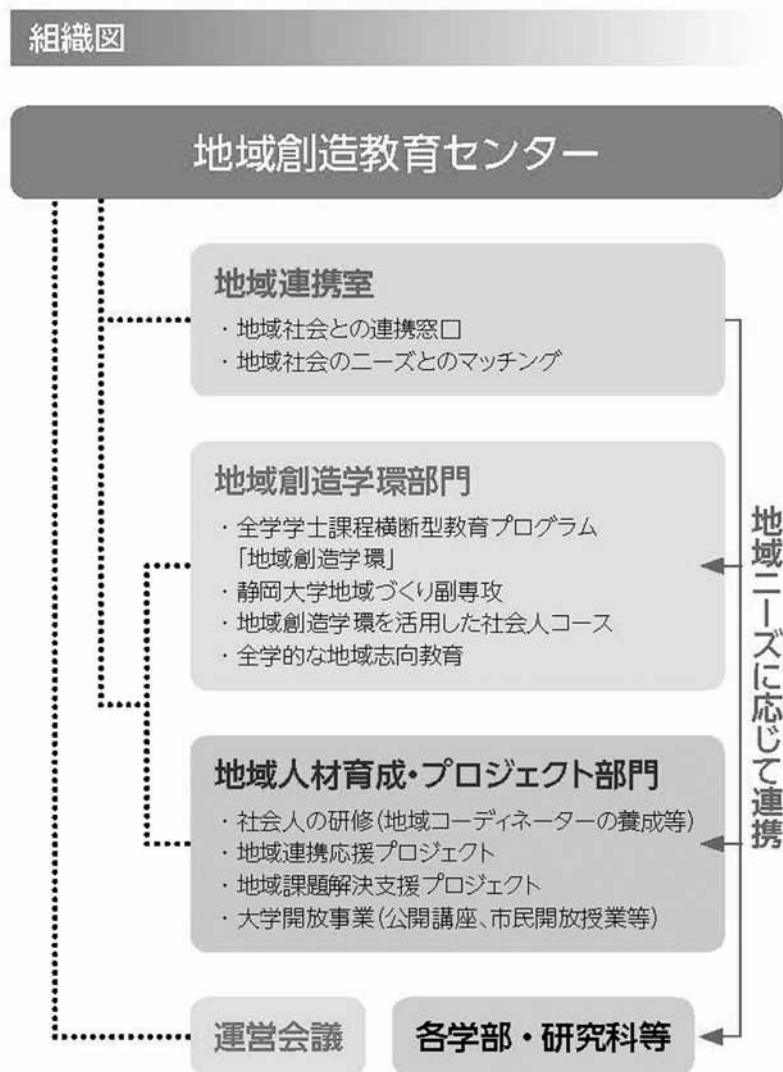 組織図
地域創造教育センター
地域連携室
・地域社会との連携窓口
・地域社会のニーズとのマッチング
地域創造学環部門
・全学学士課程横断型教育プログラム
「地域創造学環」
・静岡大学地域づくり副専攻
・地域創造学環を活用した社会人コース
・全学的な地域志向教育
地域人材育成・プロジェクト部門
・社会人の研修(地域コーディネーターの養成等)
・地域連携応援プロジェクト
・地域課題解決支援プロジェクト
・大学開放事業(公開講座、市民開放授業等)
運営会議
各学部・研究科等
地域ニーズに応じて連携